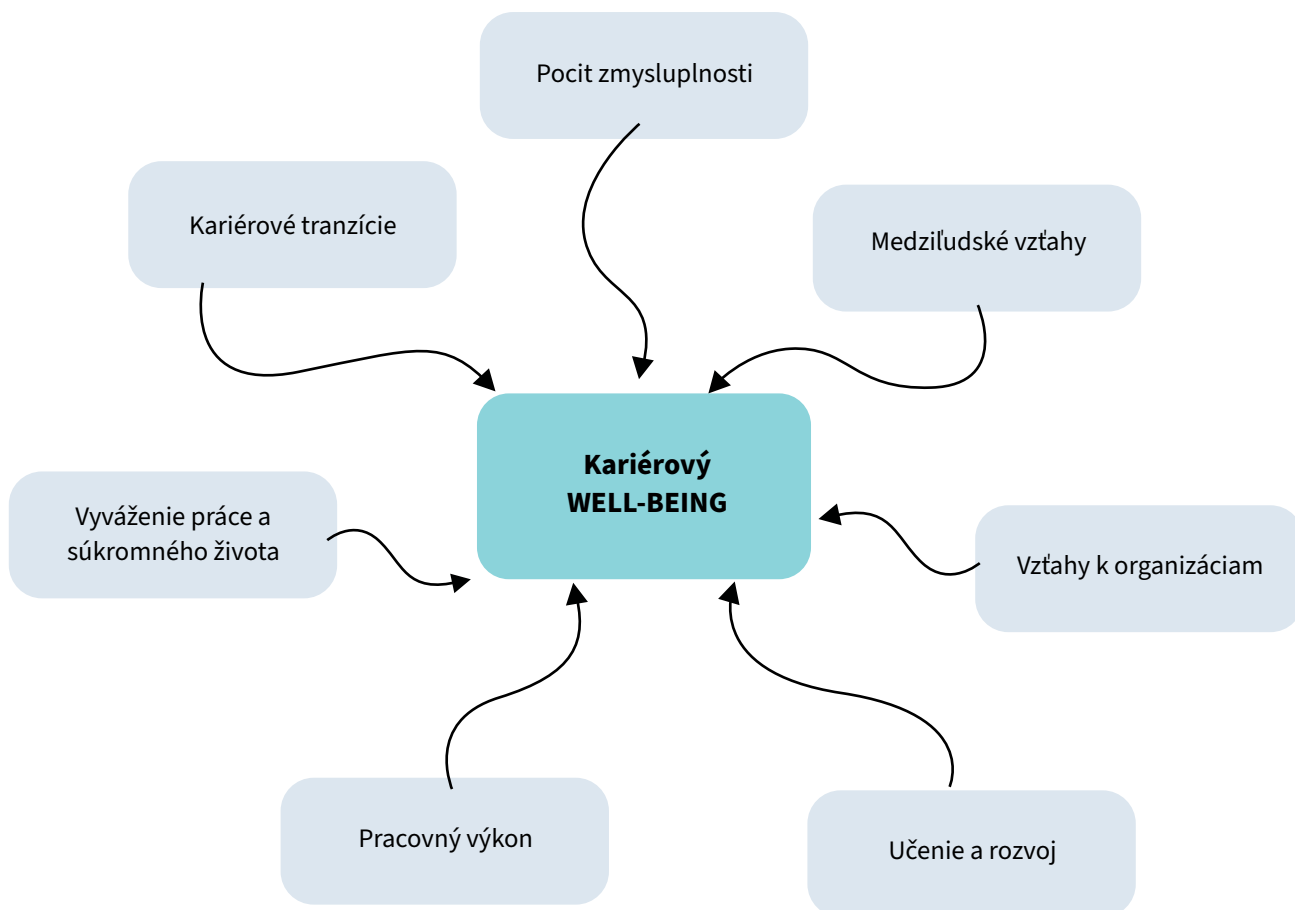 Pocit zmysluplnosti
Kariérové tranzície
Medziľudské vzťahy
Kariérový
WELL-BEING
Vyváženie práce a
súkromného života
Vzťahy k organizáciam
Pracovný výkon
Učenie a rozvoj